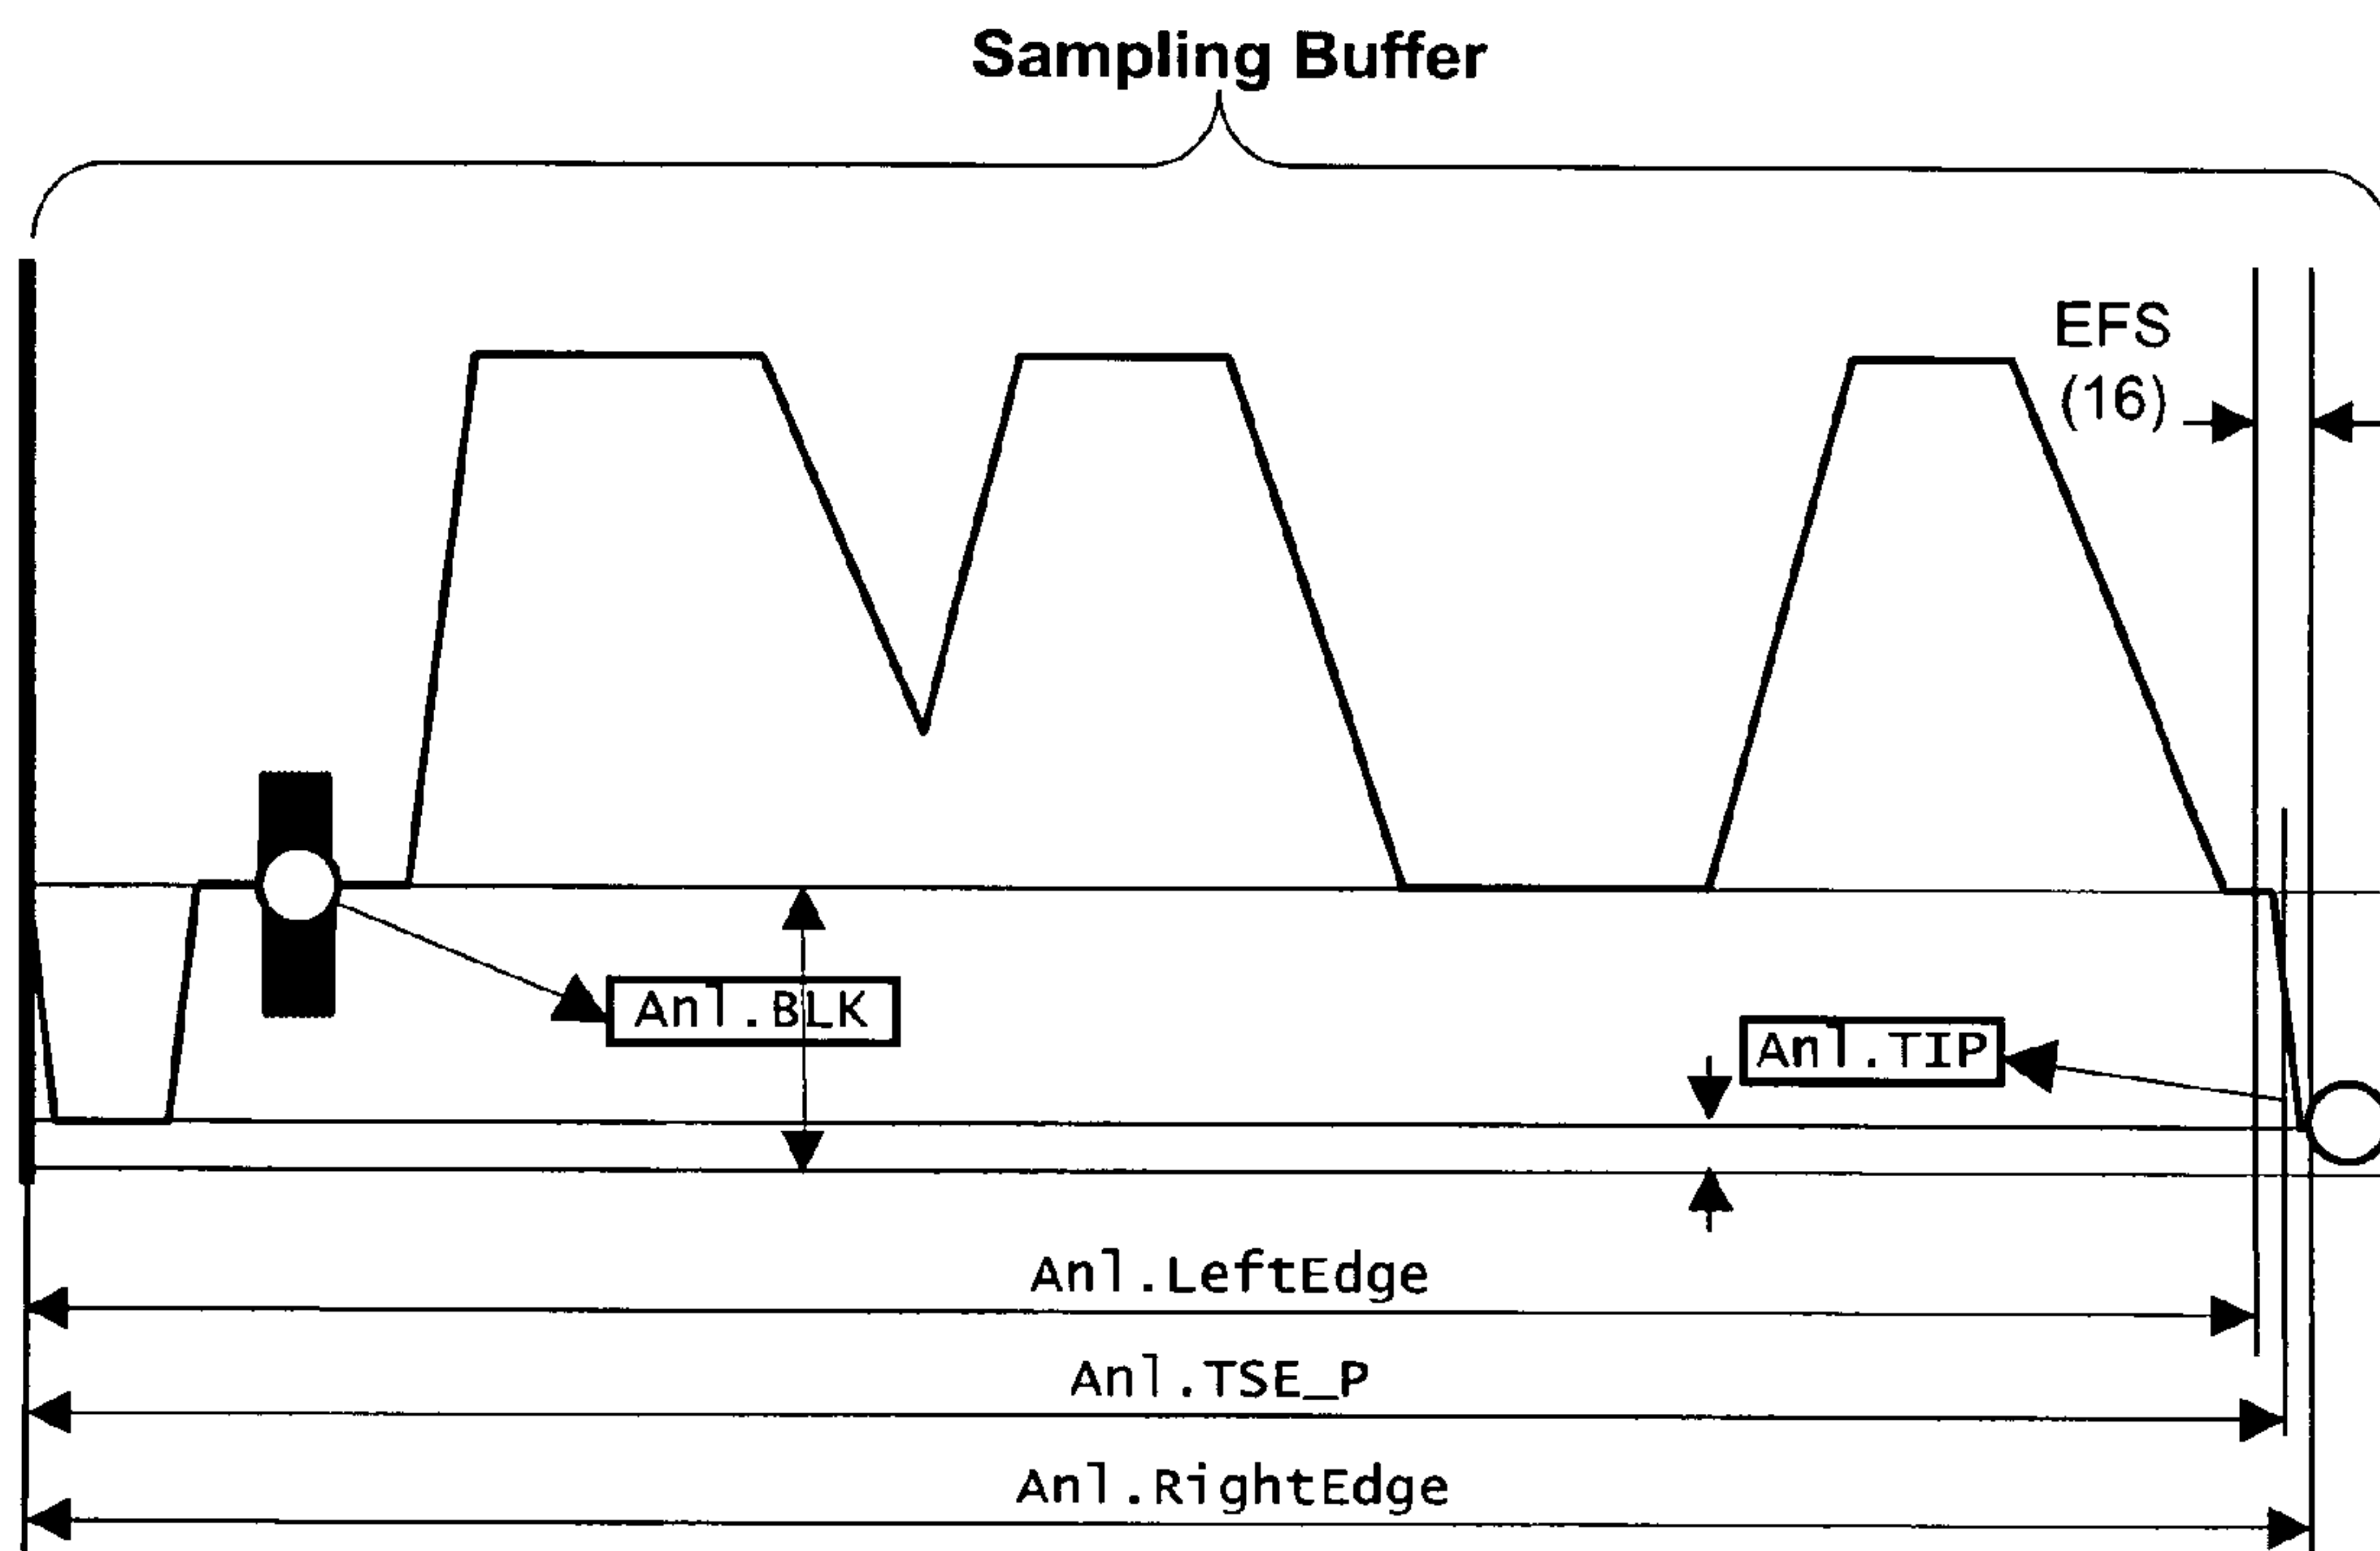 Sampling Buffer
EFS
(16)
Anl.BLK
Anl.TIP
Anl.LeftEdge
Anl.TSE_P
Anl.RightEdge